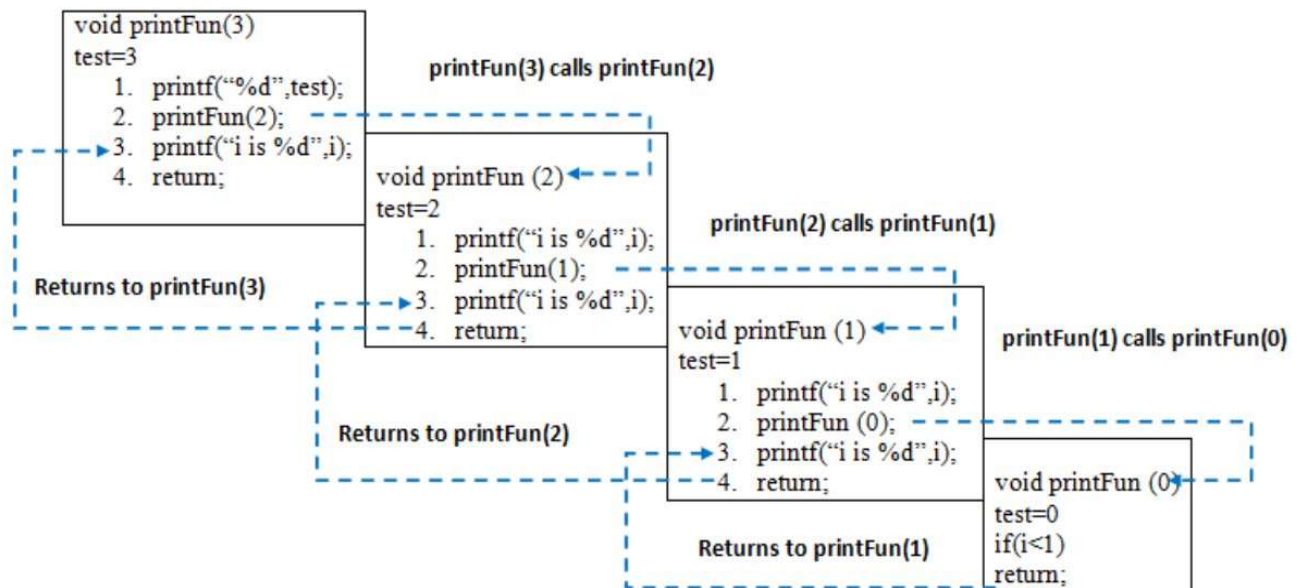 void printFun(3)
test=3
1. printf(“%d”,test);
2. printFun(2);
3. printf(“i is %d”,i);
4. return;
printFun(3) calls printFun(2)
void printFun (2)
test=2
1. printf(“i is %d”,i);
2. printFun(1);
3. printf(“i is %d”,i);
4. return;
Returns to printFun(3)
printFun(2) calls printFun(1)
void printFun (1)
test=1
1. printf(“i is %d”,i);
2. printFun (0);
3. printf(“i is %d”,i);
4. return;
Returns to printFun(2)
printFun(1) calls printFun(0)
void printFun (0)
test=0
if(i<1)
return;
Returns to printFun(1)